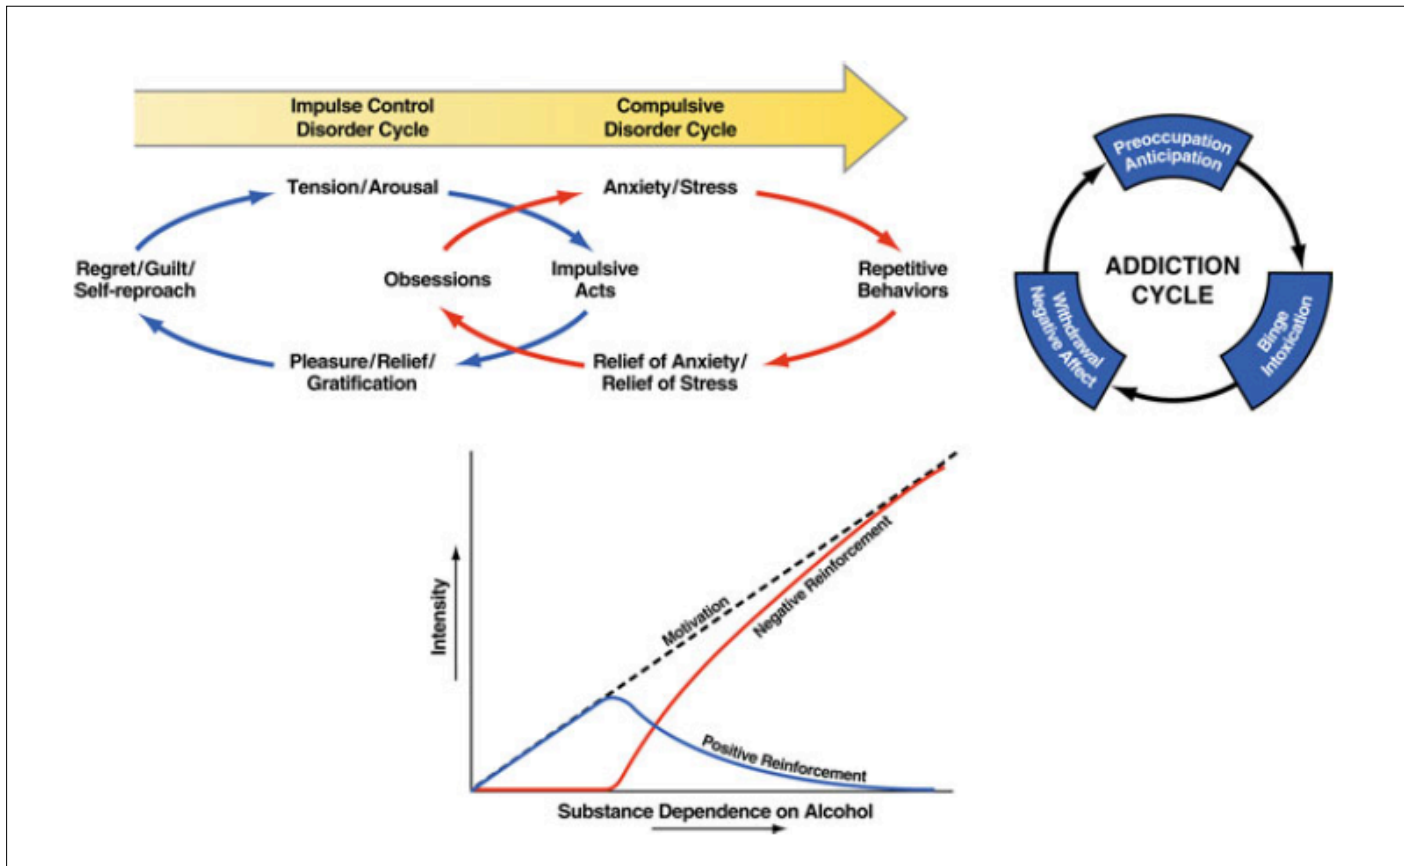 Impulse Control
Disorder Cycle
Compulsive
Disorder Cycle
Tension/Arousal
Anxiety/Stress
Regret/Guilt/
Self-reproach
Obsessions
Impulsive
Acts
Repetitive
Behaviors
Pleasure/Relief/
Gratification
Relief of Anxiety/
Relief of Stress
Preoccupation
Anticipation
ADDICTION
CYCLE
Binge
Intoxication
Withdrawal
Negative Affect
Intensity
Motivation
Negative Reinforcement
Positive Reinforcement
Substance Dependence on Alcohol